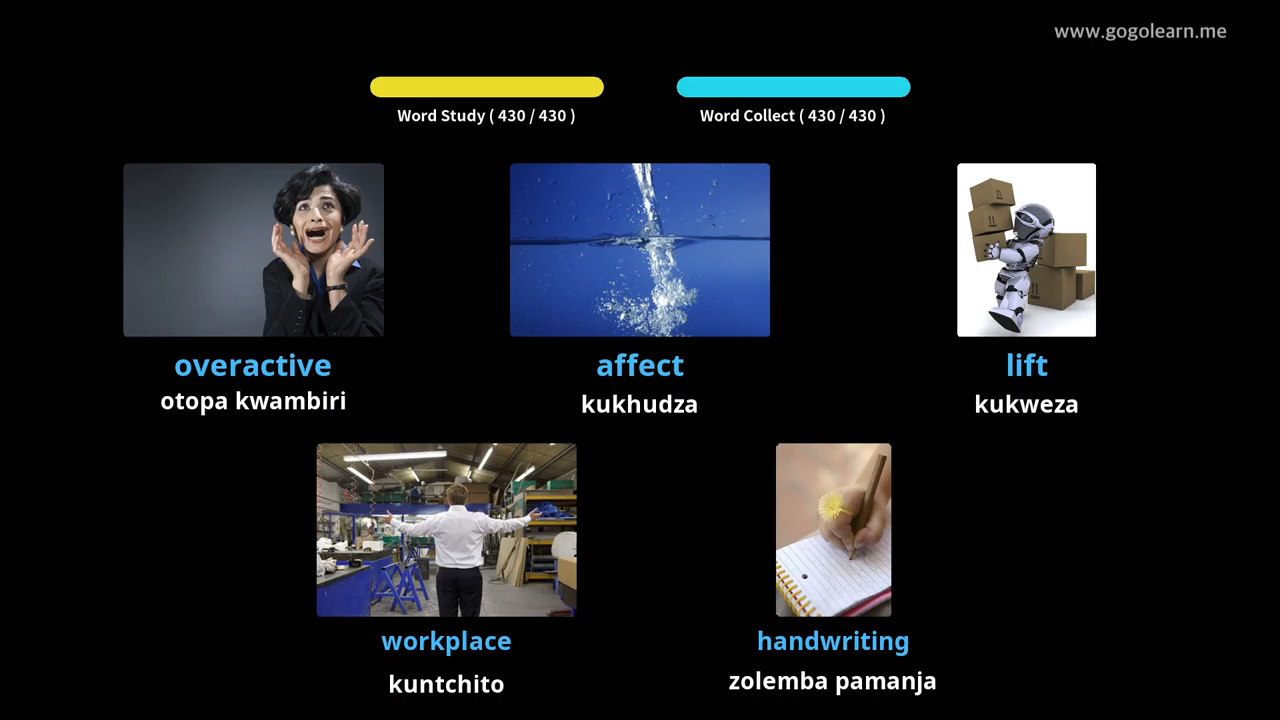 www.gogolearn.me
Word Study ( 430 / 430 )
Word Collect ( 430 / 430 )
overactive
otopa kwambiri
affect
kukhudza
lift
kukweza
workplace
kuntchito
handwriting
zolemba pamanja